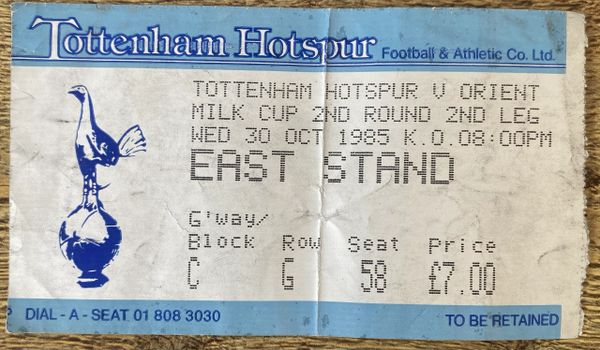 Tottenham Hotspur Football & Athletic Co. Ltd.
TOTTENHAM HOTSPUR V ORIENT
MILK CUP 2ND ROUND 2ND LEG
WED 30 OCT 1985 K.O.08:00PM
EAST STAND
G'way/
Block Row Seat Price
C G 58 £7.00
P DIAL - A - SEAT 01 808 3030 TO BE RETAINED